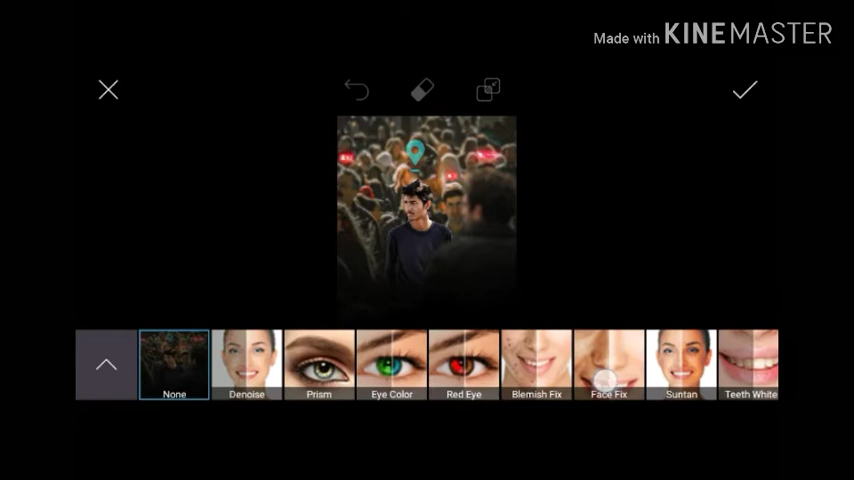 Made with KINEMASTER
None
Denoise
Prism
Eye Color
Red Eye
Blemish Fix
Face Fix
Suntan
Teeth White